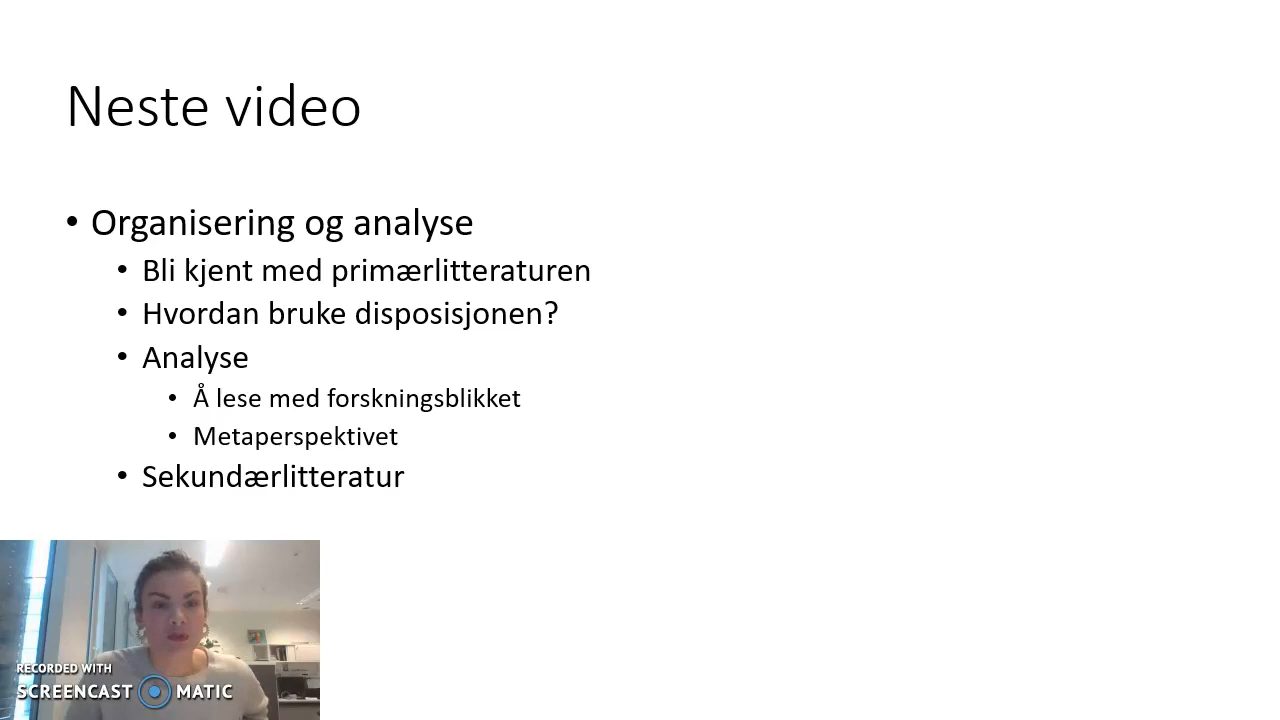 Neste video
• Organisering og analyse
• Bli kjent med primærlitteraturen
• Hvordan bruke disposisjonen?
• Analyse
• Å lese med forskningsblikket
• Metaperspektivet
• Sekundærlitteratur
RECORDED WITH
SCREENCAST MATIC